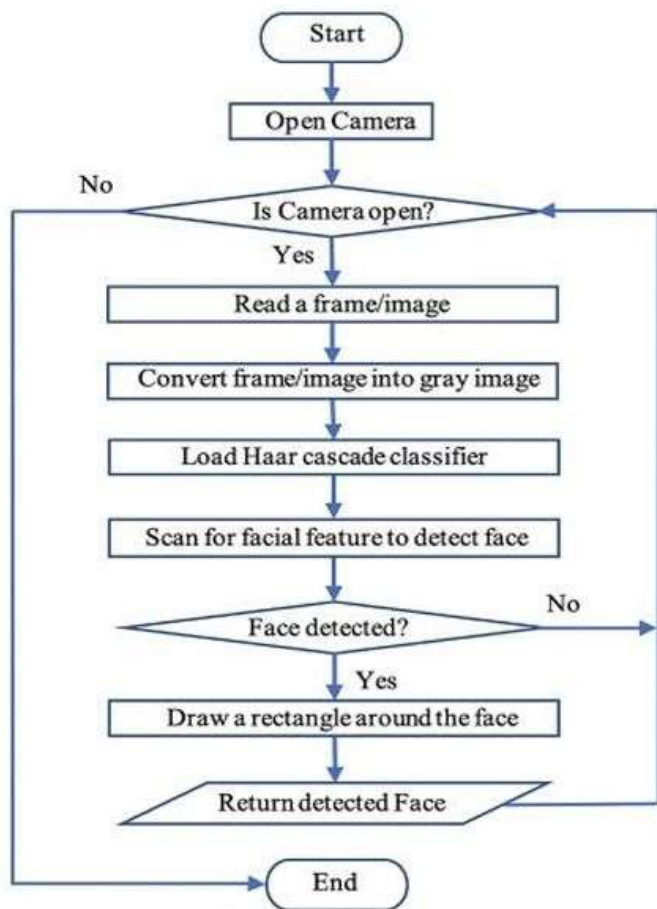 Start
Open Camera
No
Is Camera open?
Yes
Read a frame/image
Convert frame/image into gray image
Load Haar cascade classifier
Scan for facial feature to detect face
No
Face detected?
Yes
Draw a rectangle around the face
Return detected Face
End